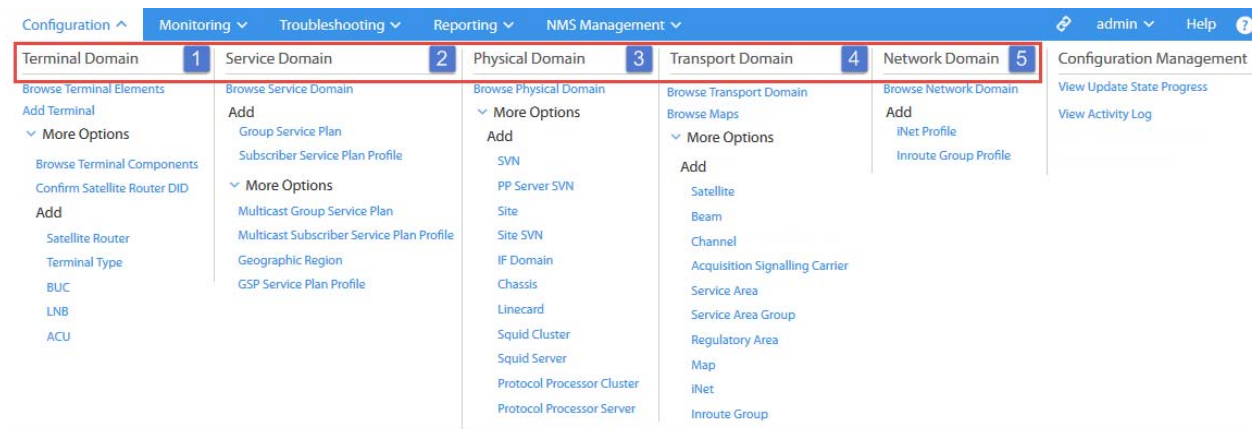 Configuration Monitoring Troubleshooting Reporting NMS Management admin Help ?
Terminal Domain 1
Browse Terminal Elements
Add Terminal
More Options
Browse Terminal Components
Confirm Satellite Router DID
Add
Satellite Router
Terminal Type
BUC
LNB
ACU
Service Domain 2
Browse Service Domain
Add
Group Service Plan
Subscriber Service Plan Profile
More Options
Multicast Group Service Plan
Multicast Subscriber Service Plan Profile
Geographic Region
GSP Service Plan Profile
Physical Domain 3
Browse Physical Domain
More Options
Add
SVN
PP Server SVN
Site
Site SVN
IF Domain
Chassis
Linecard
Squid Cluster
Squid Server
Protocol Processor Cluster
Protocol Processor Server
Transport Domain 4
Browse Transport Domain
Browse Maps
More Options
Add
Satellite
Beam
Channel
Acquisition Signalling Carrier
Service Area
Service Area Group
Regulatory Area
Map
iNet
Inroute Group
Network Domain 5
Browse Network Domain
Add
iNet Profile
Inroute Group Profile
Configuration Management
View Update State Progress
View Activity Log